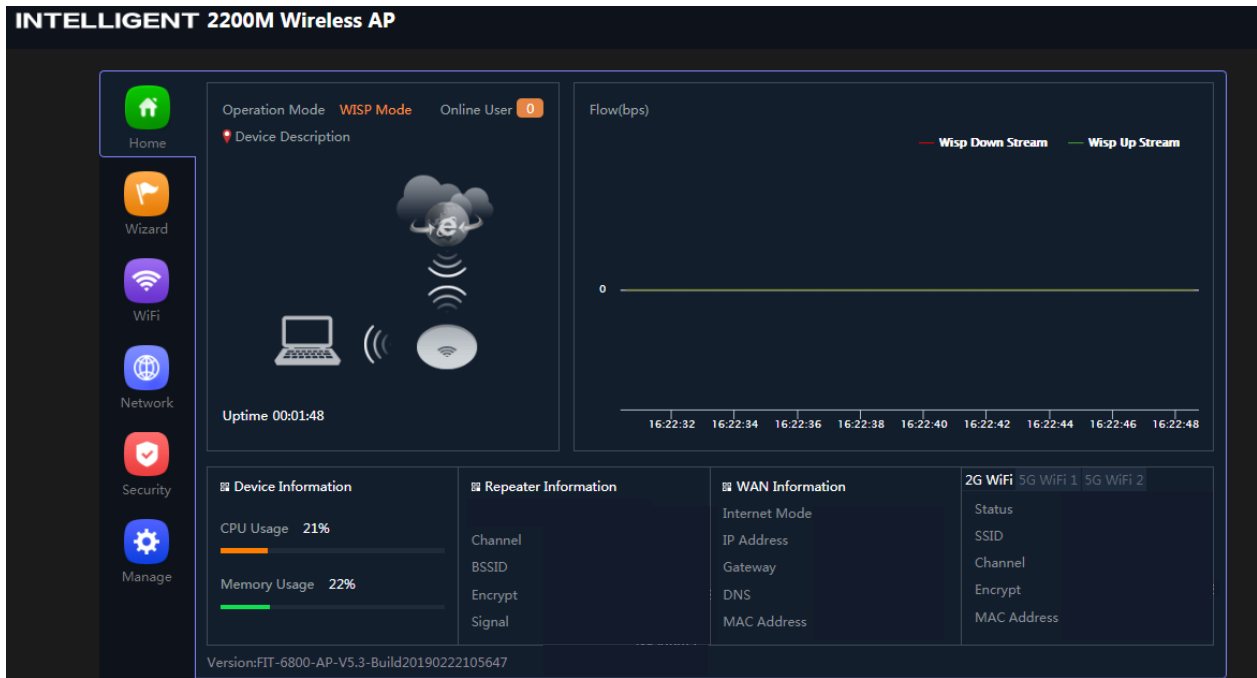 INTELLIGENT 2200M Wireless AP
Home
Wizard
WiFi
Network
Security
Manage
Operation Mode WISP Mode Online User 0
Device Description
Uptime 00:01:48
Flow(bps)
Wisp Down Stream Wisp Up Stream
0
16:22:32 16:22:34 16:22:36 16:22:38 16:22:40 16:22:42 16:22:44 16:22:46 16:22:48
Device Information
CPU Usage 21%
Memory Usage 22%
Repeater Information
Channel
BSSID
Encrypt
Signal
WAN Information
Internet Mode
IP Address
Gateway
DNS
MAC Address
2G WiFi 5G WiFi 1 5G WiFi 2
Status
SSID
Channel
Encrypt
MAC Address
Version:FIT-6800-AP-V5.3-Build20190222105647